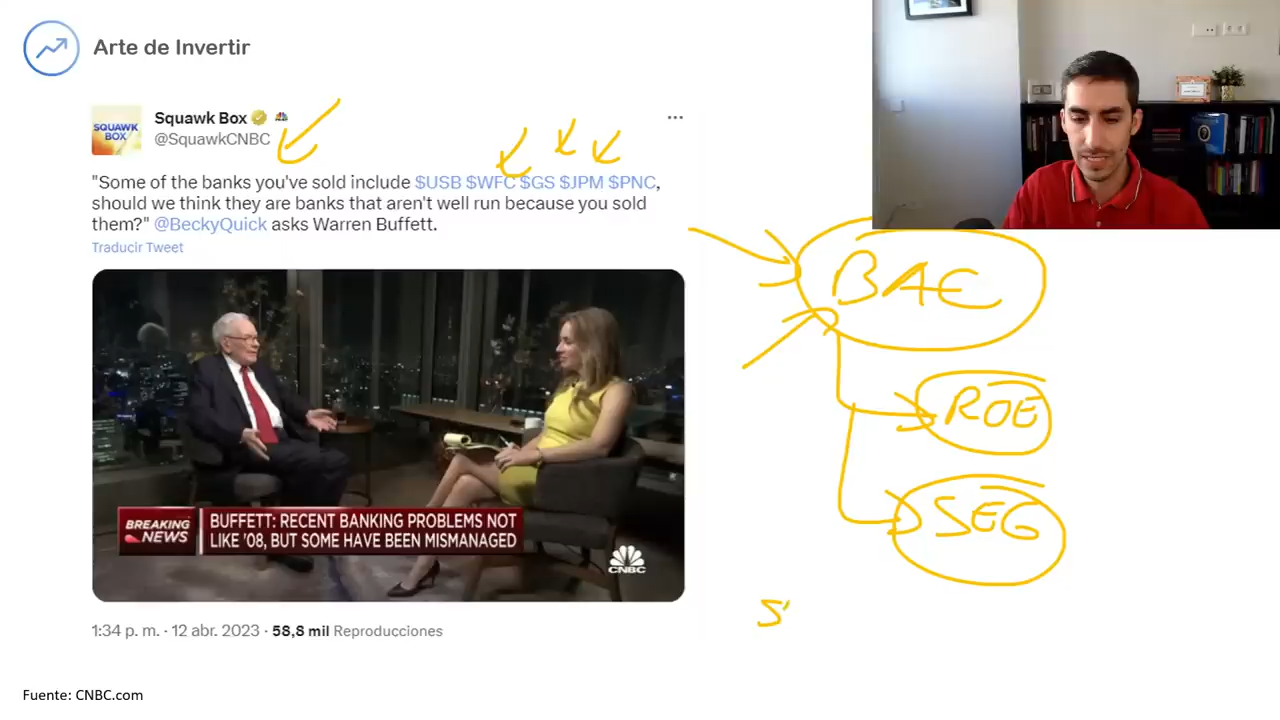 Arte de Invertir
SQUAWK BOX
Squawk Box
@SquawkCNBC
"Some of the banks you've sold include $USB $WFC $GS $JPM $PNC,
should we think they are banks that aren't well run because you sold
them?" @BeckyQuick asks Warren Buffett.
Traducir Tweet
BREAKING NEWS
BUFFETT: RECENT BANKING PROBLEMS NOT
LIKE '08, BUT SOME HAVE BEEN MISMANAGED
CNBC
1:34 p. m. · 12 abr. 2023 · 58,8 mil Reproducciones
Fuente: CNBC.com
ROE
SEG